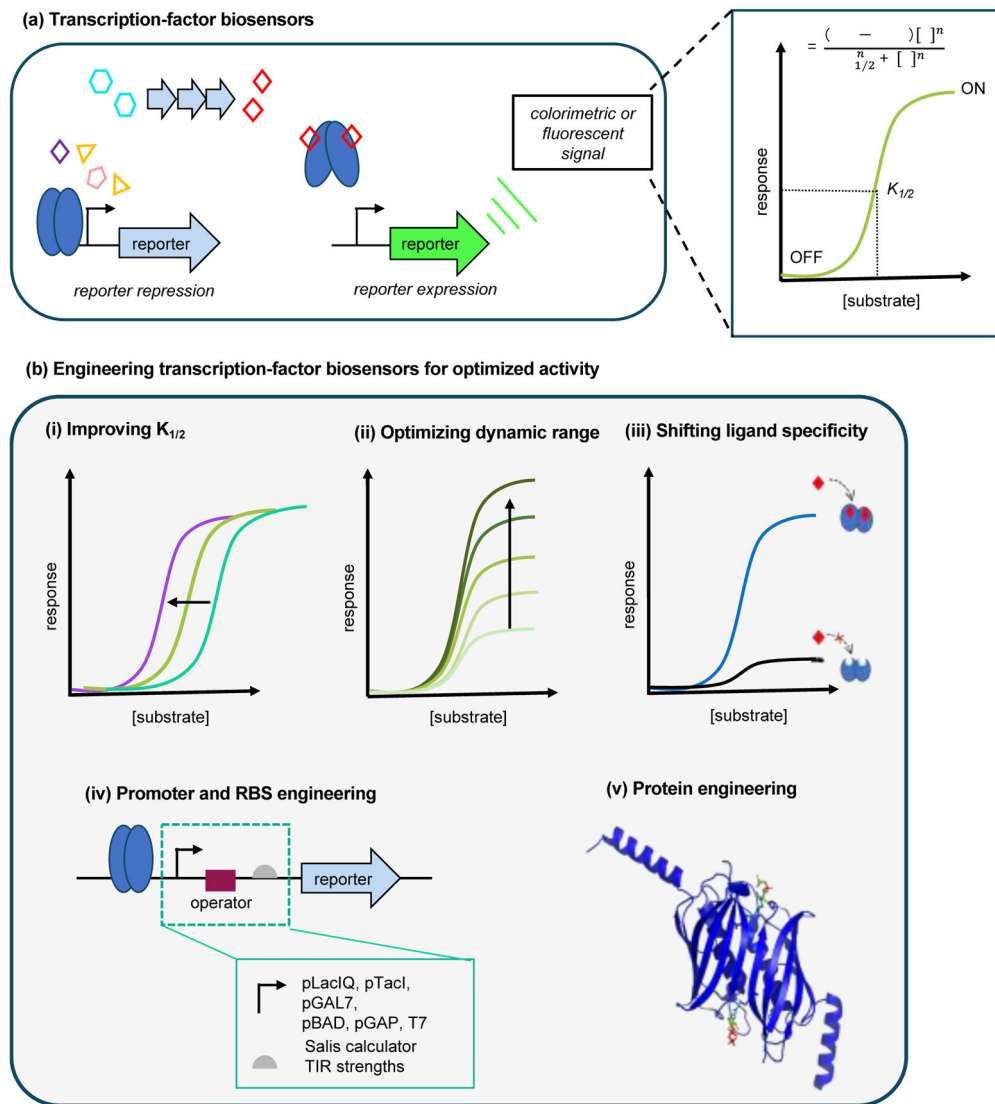 (a) Transcription-factor biosensors
colorimetric or
fluorescent
signal
reporter
reporter
reporter repression
reporter expression
= ( − )[ ]ⁿ
n
1/2 + [ ]ⁿ
ON
response
K1/2
OFF
[substrate]
(b) Engineering transcription-factor biosensors for optimized activity
(i) Improving K1/2
response
[substrate]
(ii) Optimizing dynamic range
response
[substrate]
(iii) Shifting ligand specificity
response
[substrate]
(iv) Promoter and RBS engineering
reporter
operator
pLacIQ, pTacI,
pGAL7,
pBAD, pGAP, T7
Salis calculator
TIR strengths
(v) Protein engineering